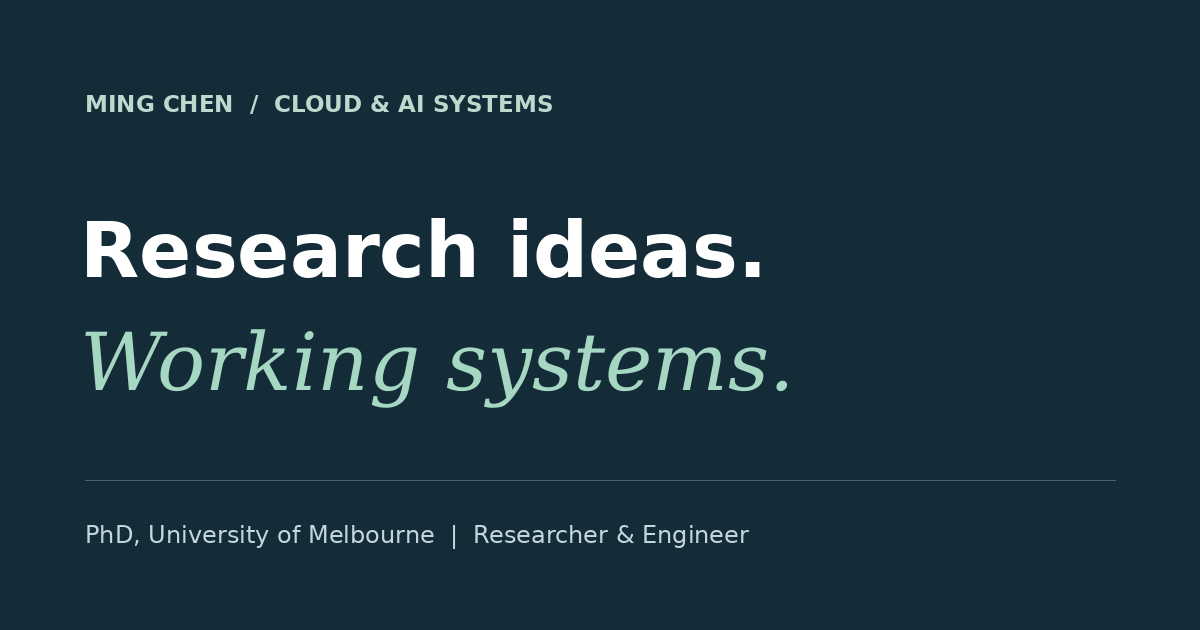 MING CHEN / CLOUD & AI SYSTEMS
Research ideas.
Working systems.
PhD, University of Melbourne | Researcher & Engineer